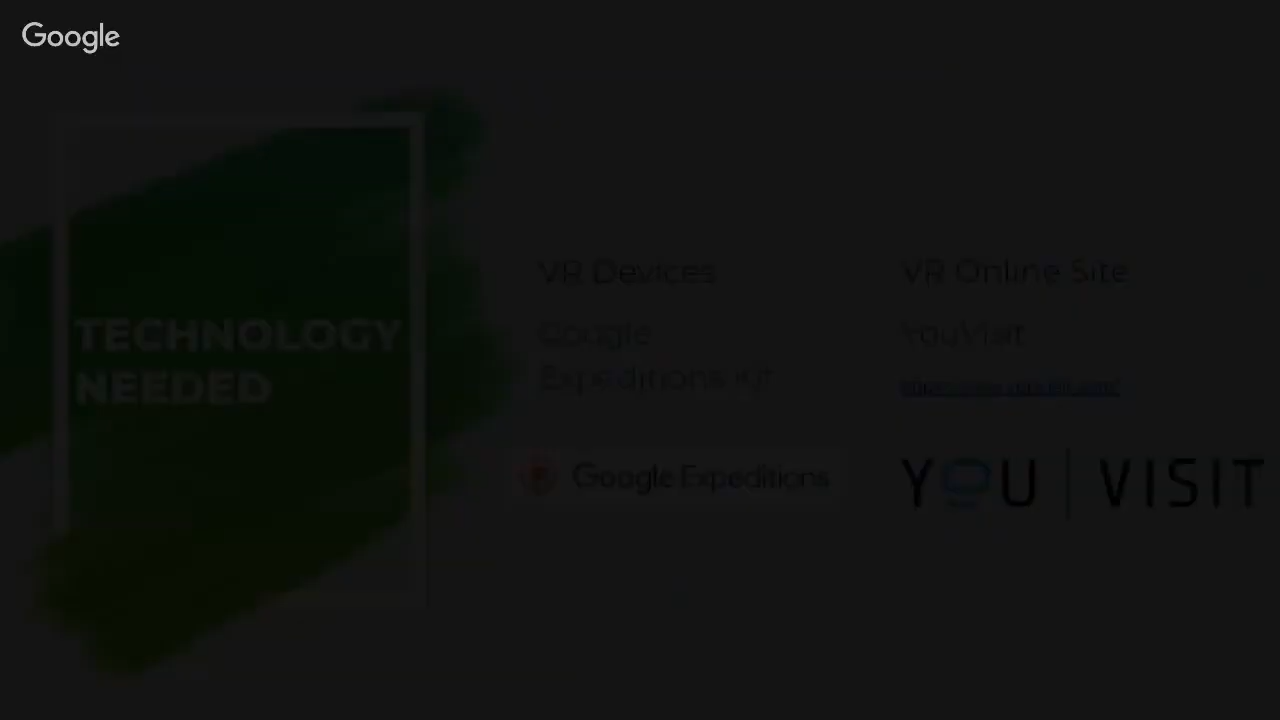 Google
TECHNOLOGY
NEEDED
VR Devices
Google
Expeditions Kit
Google Expeditions
VR Online Site
YouVisit
YOU | VISIT